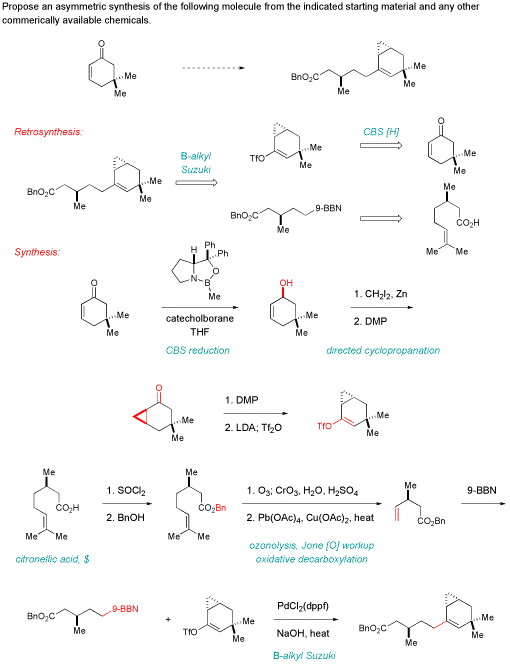 Propose an asymmetric synthesis of the following molecule from the indicated starting material and any other
commerically available chemicals.
O
Me
Me
BnO2C
Me
Me
Me
Retrosynthesis:
BnO2C
Me
Me
Me
B-alkyl
Suzuki
TfO
Me
Me
CBS [H]
O
Me
Me
BnO2C
9-BBN
Me
Me
CO2H
Me
Me
Synthesis:
O
Me
Me
H
Ph
Ph
O
N
B
Me
catecholborane
THF
CBS reduction
OH
Me
Me
1. CH2I2, Zn
2. DMP
directed cyclopropanation
O
Me
Me
1. DMP
2. LDA; Tf2O
TfO
Me
Me
Me
CO2H
Me
Me
citronellic acid, $
1. SOCl2
2. BnOH
Me
CO2Bn
Me
Me
1. O3; CrO3, H2O, H2SO4
2. Pb(OAc)4, Cu(OAc)2, heat
ozonolysis, Jone [O] workup
oxidative decarboxylation
Me
CO2Bn
9-BBN
BnO2C
9-BBN
Me
+
TfO
Me
Me
PdCl2(dppf)
NaOH, heat
B-alkyl Suzuki
BnO2C
Me
Me
Me